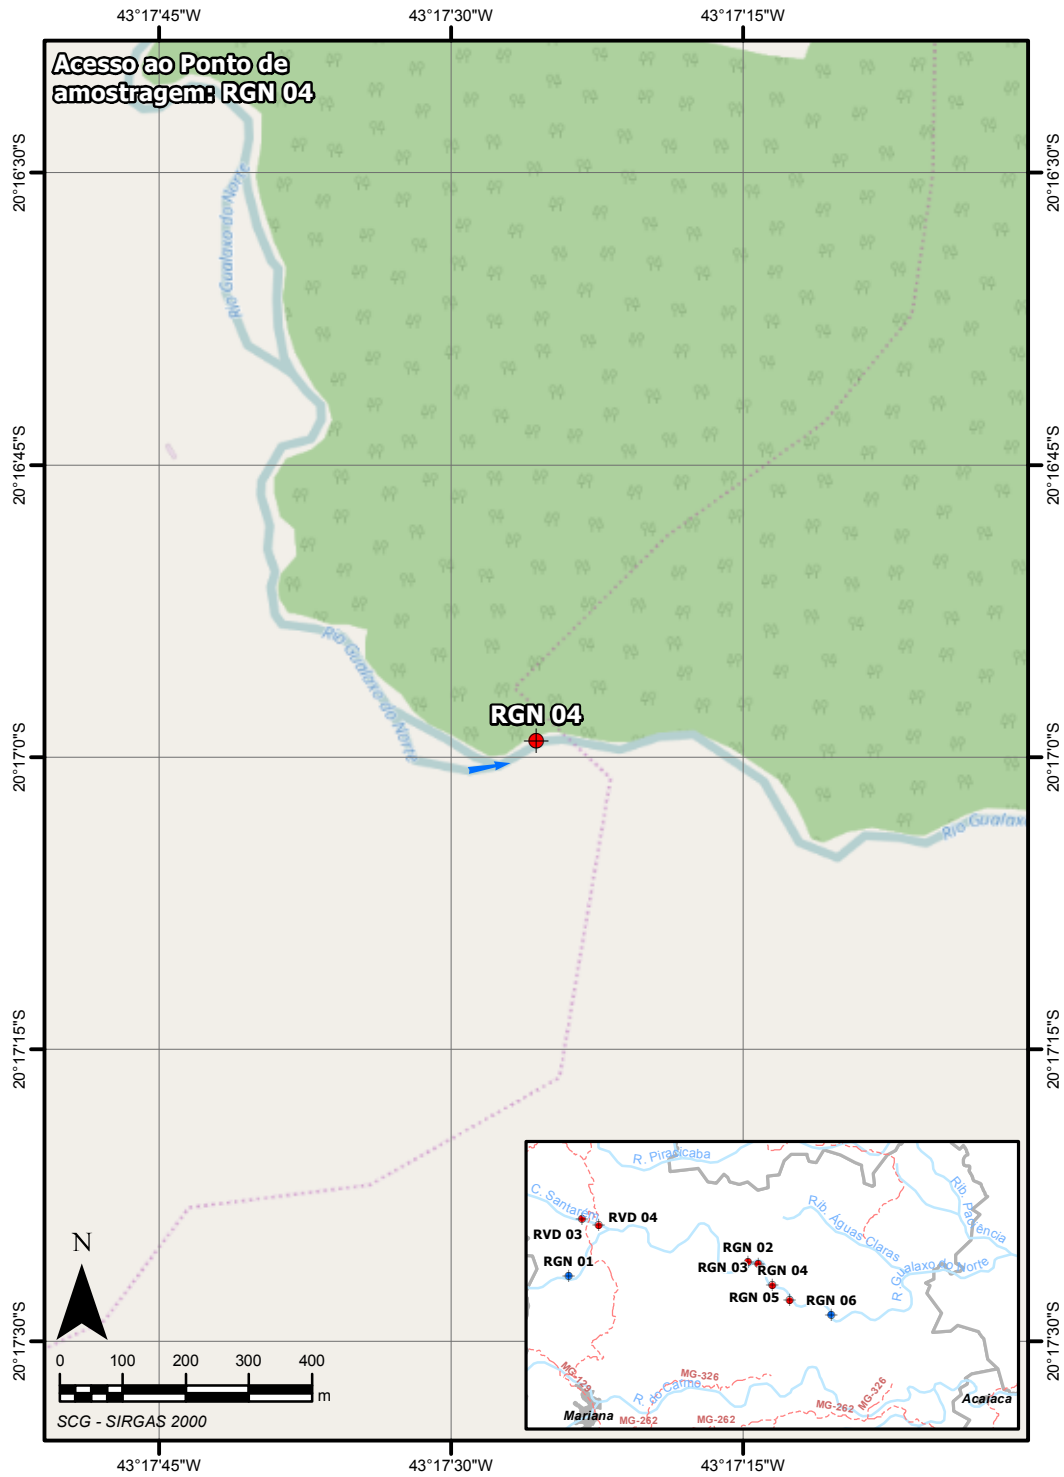 43°17'45"W
43°17'30"W
43°17'15"W
Acesso ao Ponto de
amostragem: RGN 04
20°16'30"S
20°16'30"S
Rio Gualaxo do Norte
20°16'45"S
20°16'45"S
Rio Gualaxo do Norte
RGN 04
20°17'0"S
20°17'0"S
Rio Gualax
20°17'15"S
20°17'15"S
R. Piracicaba
C. Santarém
Rib. Paciência
Rib. Águas Claras
RVD 04
RVD 03
RGN 02
RGN 01
RGN 03
RGN 04
R. Gualaxo do Norte
RGN 05
RGN 06
N
20°17'30"S
20°17'30"S
0 100 200 300 400
m
SCG - SIRGAS 2000
MG-129
MG-326
R. do Carmo
MG-326
Acaiaca
Mariana
MG-262
MG-262
MG-262
43°17'45"W
43°17'30"W
43°17'15"W